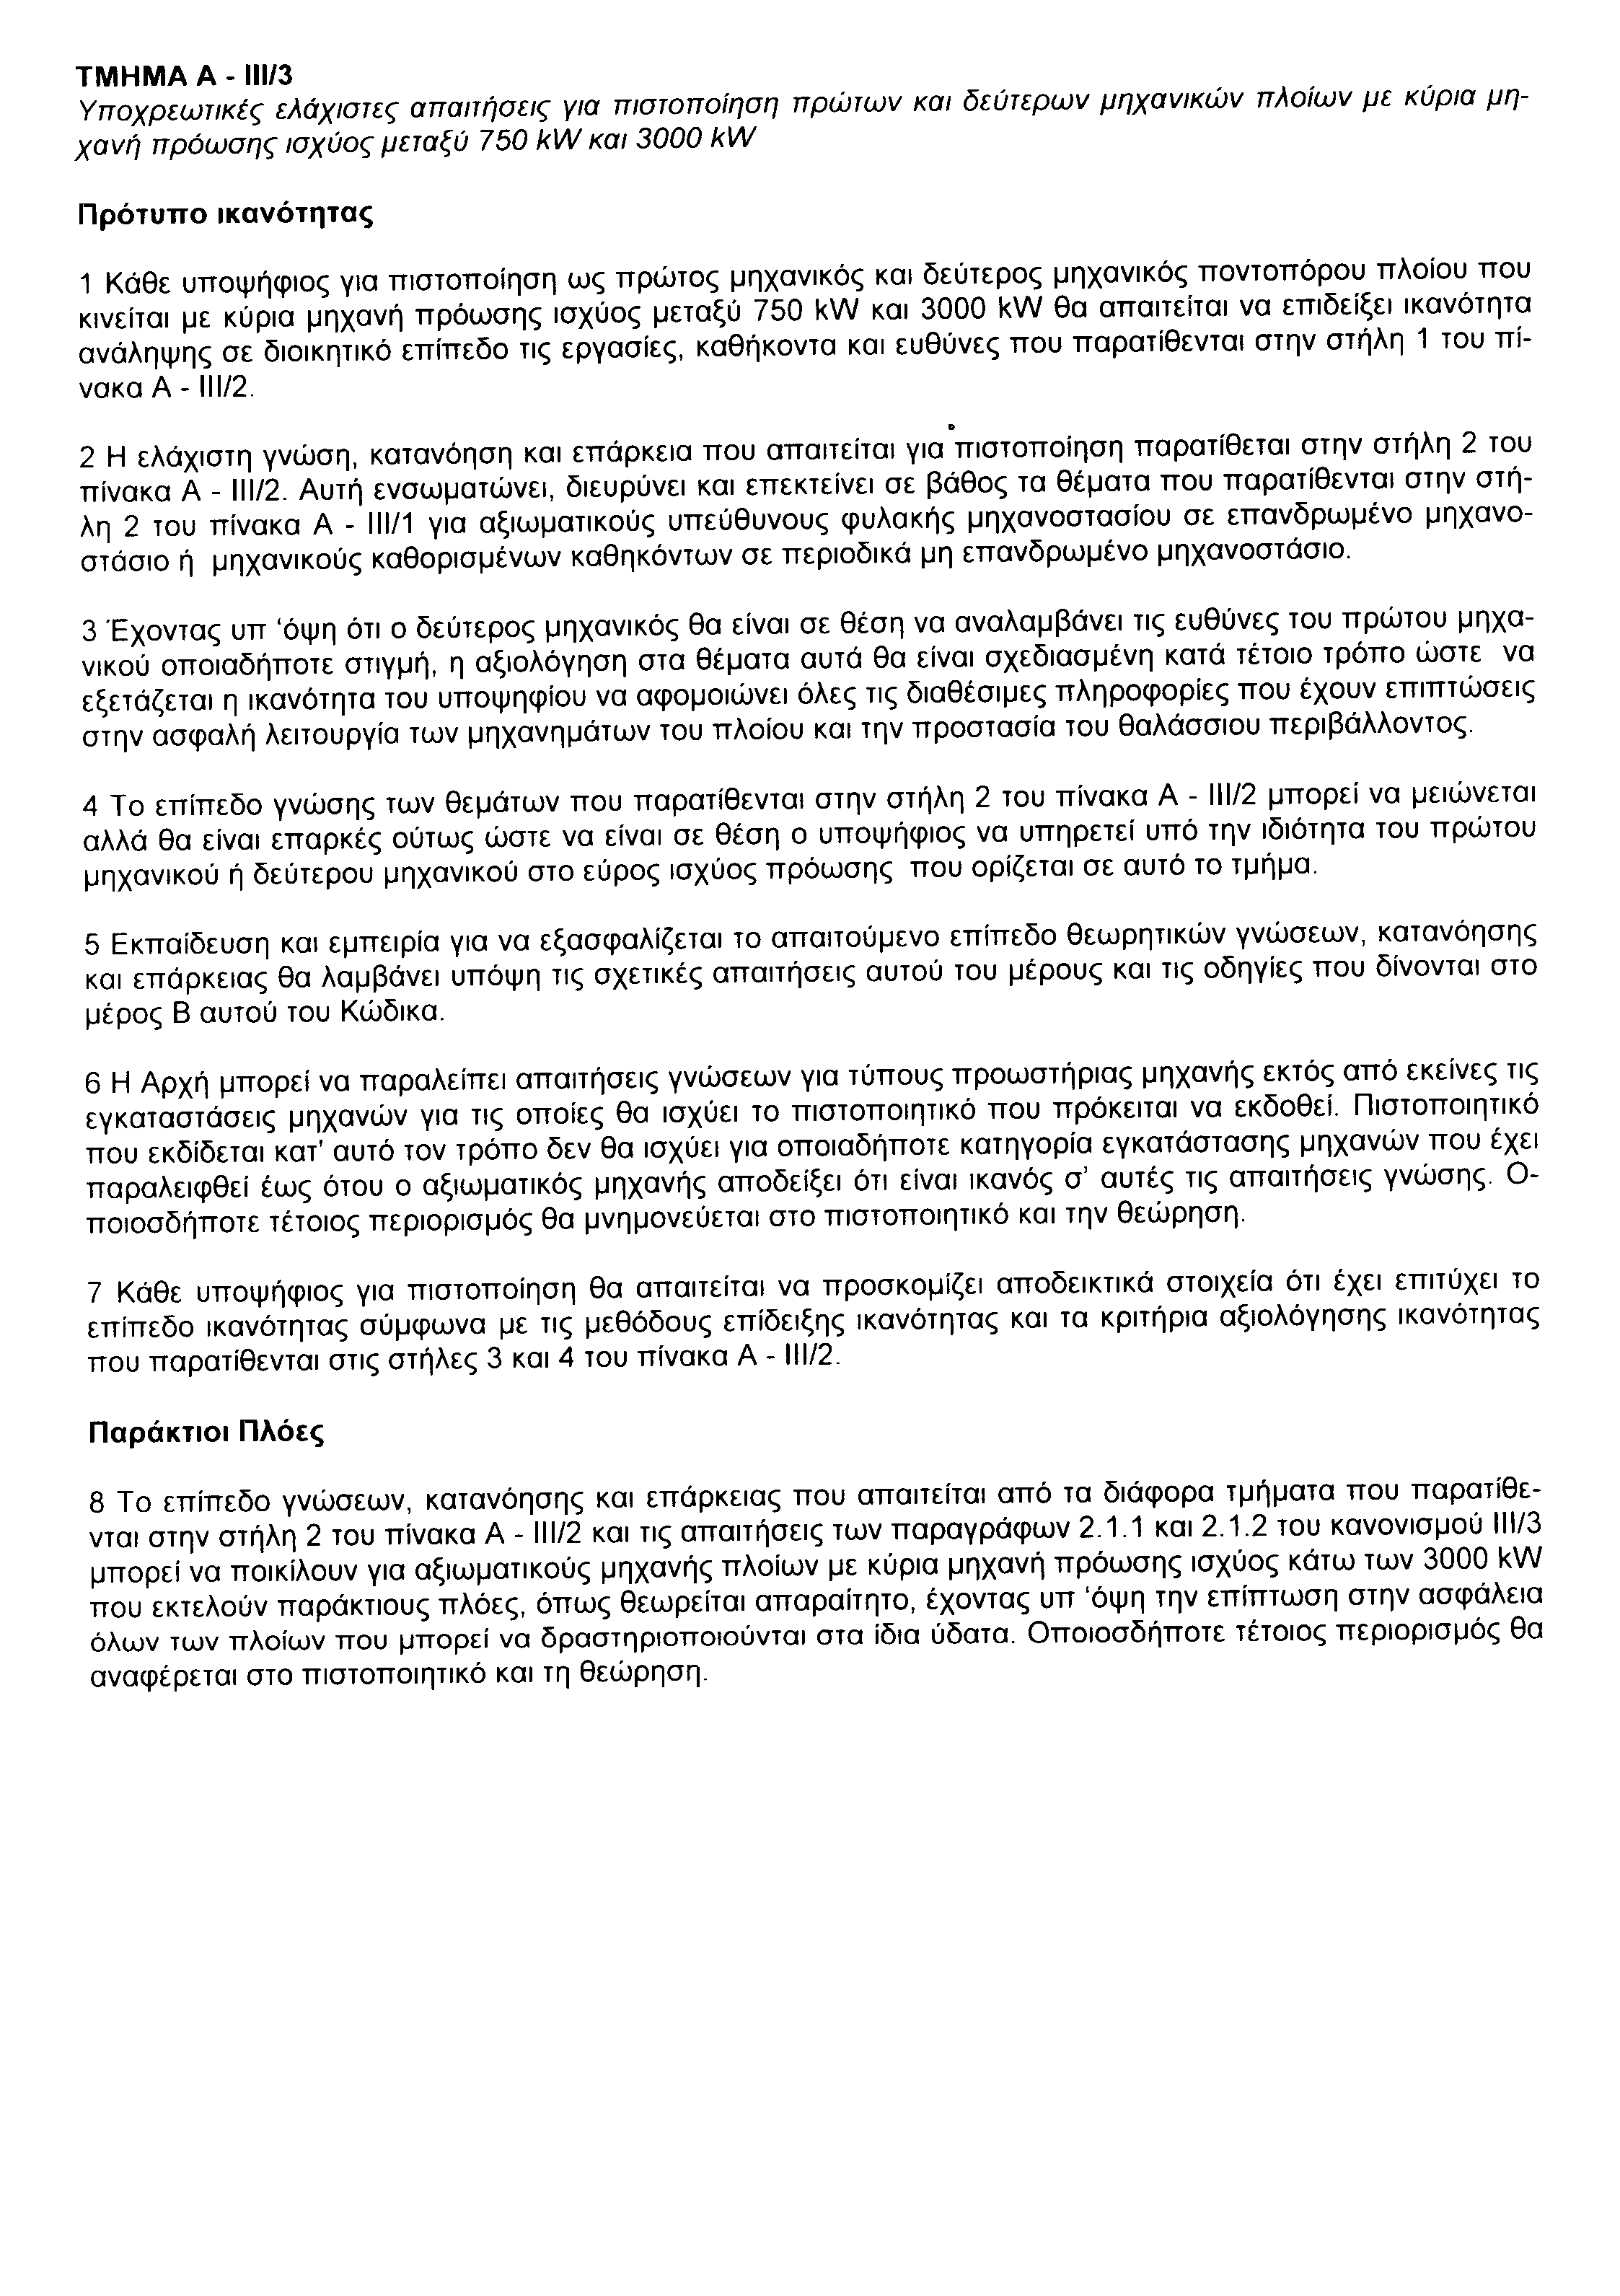 ΤΜΗΜΑ Α - ΙΙΙ/3
Υποχρεωτικές ελάχιστες απαιτήσεις για πιστοποίηση πρώτων και δεύτερων μηχανικών πλοίων με κύρια μη-
χανή πρόωσης ισχύος μεταξύ 750 kW και 3000 kW
Πρότυπο ικανότητας
1 Κάθε υποψήφιος για πιστοποίηση ως πρώτος μηχανικός και δεύτερος μηχανικός ποντοπόρου πλοίου που
κινείται με κύρια μηχανή πρόωσης ισχύος μεταξύ 750 kW και 3000 kW θα απαιτείται να επιδείξει ικανότητα
ανάληψης σε διοικητικό επίπεδο τις εργασίες, καθήκοντα και ευθύνες που παρατίθενται στην στήλη 1 του πί-
νακα Α - ΙΙΙ/2.
2 Η ελάχιστη γνώση, κατανόηση και επάρκεια που απαιτείται για πιστοποίηση παρατίθεται στην στήλη 2 του
πίνακα Α - ΙΙΙ/2. Αυτή ενσωματώνει, διευρύνει και επεκτείνει σε βάθος τα θέματα που παρατίθενται στην στή-
λη 2 του πίνακα Α - ΙΙΙ/1 για αξιωματικούς υπεύθυνους φυλακής μηχανοστασίου σε επανδρωμένο μηχανο-
στάσιο ή μηχανικούς καθορισμένων καθηκόντων σε περιοδικά μη επανδρωμένο μηχανοστάσιο.
3 Έχοντας υπ ‘όψη ότι ο δεύτερος μηχανικός θα είναι σε θέση να αναλαμβάνει τις ευθύνες του πρώτου μηχα-
νικού οποιαδήποτε στιγμή, η αξιολόγηση στα θέματα αυτά θα είναι σχεδιασμένη κατά τέτοιο τρόπο ώστε να
εξετάζεται η ικανότητα του υποψηφίου να αφομοιώνει όλες τις διαθέσιμες πληροφορίες που έχουν επιπτώσεις
στην ασφαλή λειτουργία των μηχανημάτων του πλοίου και την προστασία του θαλάσσιου περιβάλλοντος.
4 Το επίπεδο γνώσης των θεμάτων που παρατίθενται στην στήλη 2 του πίνακα Α - ΙΙΙ/2 μπορεί να μειώνεται
αλλά θα είναι επαρκές ούτως ώστε να είναι σε θέση ο υποψήφιος να υπηρετεί υπό την ιδιότητα του πρώτου
μηχανικού ή δεύτερου μηχανικού στο εύρος ισχύος πρόωσης που ορίζεται σε αυτό το τμήμα.
5 Εκπαίδευση και εμπειρία για να εξασφαλίζεται το απαιτούμενο επίπεδο θεωρητικών γνώσεων, κατανόησης
και επάρκειας θα λαμβάνει υπόψη τις σχετικές απαιτήσεις αυτού του μέρους και τις οδηγίες που δίνονται στο
μέρος Β αυτού του Κώδικα.
6 Η Αρχή μπορεί να παραλείπει απαιτήσεις γνώσεων για τύπους προωστήριας μηχανής εκτός από εκείνες τις
εγκαταστάσεις μηχανών για τις οποίες θα ισχύει το πιστοποιητικό που πρόκειται να εκδοθεί. Πιστοποιητικό
που εκδίδεται κατ' αυτό τον τρόπο δεν θα ισχύει για οποιαδήποτε κατηγορία εγκατάστασης μηχανών που έχει
παραλειφθεί έως ότου ο αξιωματικός μηχανής αποδείξει ότι είναι ικανός σ’ αυτές τις απαιτήσεις γνώσης. Ο-
ποιοσδήποτε τέτοιος περιορισμός θα μνημονεύεται στο πιστοποιητικό και την θεώρηση.
7 Κάθε υποψήφιος για πιστοποίηση θα απαιτείται να προσκομίζει αποδεικτικά στοιχεία ότι έχει επιτύχει το
επίπεδο ικανότητας σύμφωνα με τις μεθόδους επίδειξης ικανότητας και τα κριτήρια αξιολόγησης ικανότητας
που παρατίθενται στις στήλες 3 και 4 του πίνακα Α - ΙΙΙ/2.
Παράκτιοι Πλόες
8 Το επίπεδο γνώσεων, κατανόησης και επάρκειας που απαιτείται από τα διάφορα τμήματα που παρατίθε-
νται στην στήλη 2 του πίνακα Α - ΙΙΙ/2 και τις απαιτήσεις των παραγράφων 2.1.1 και 2.1.2 του κανονισμού ΙΙΙ/3
μπορεί να ποικίλουν για αξιωματικούς μηχανής πλοίων με κύρια μηχανή πρόωσης ισχύος κάτω των 3000 kW
που εκτελούν παράκτιους πλόες, όπως θεωρείται απαραίτητο, έχοντας υπ ‘όψη την επίπτωση στην ασφάλεια
όλων των πλοίων που μπορεί να δραστηριοποιούνται στα ίδια ύδατα. Οποιοσδήποτε τέτοιος περιορισμός θα
αναφέρεται στο πιστοποιητικό και τη θεώρηση.